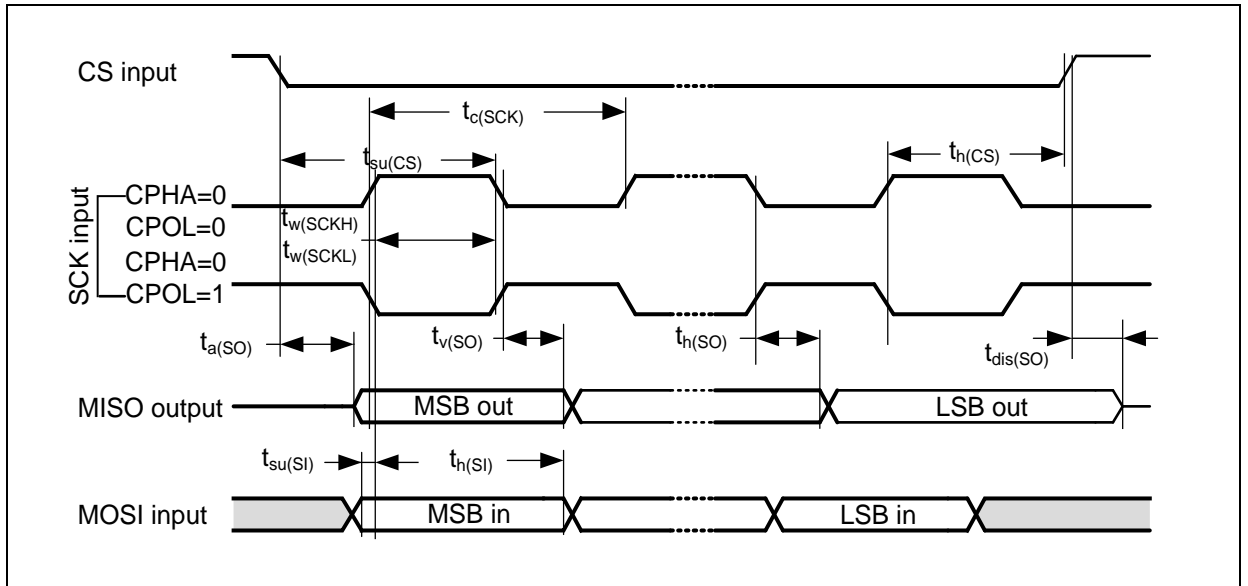 CS input
tc(SCK)
tsu(CS)
th(CS)
SCK input
CPHA=0
CPOL=0
CPHA=0
CPOL=1
tw(SCKH)
tw(SCKL)
ta(SO)
tv(SO)
th(SO)
tdis(SO)
MISO output
MSB out
LSB out
tsu(SI)
th(SI)
MOSI input
MSB in
LSB in